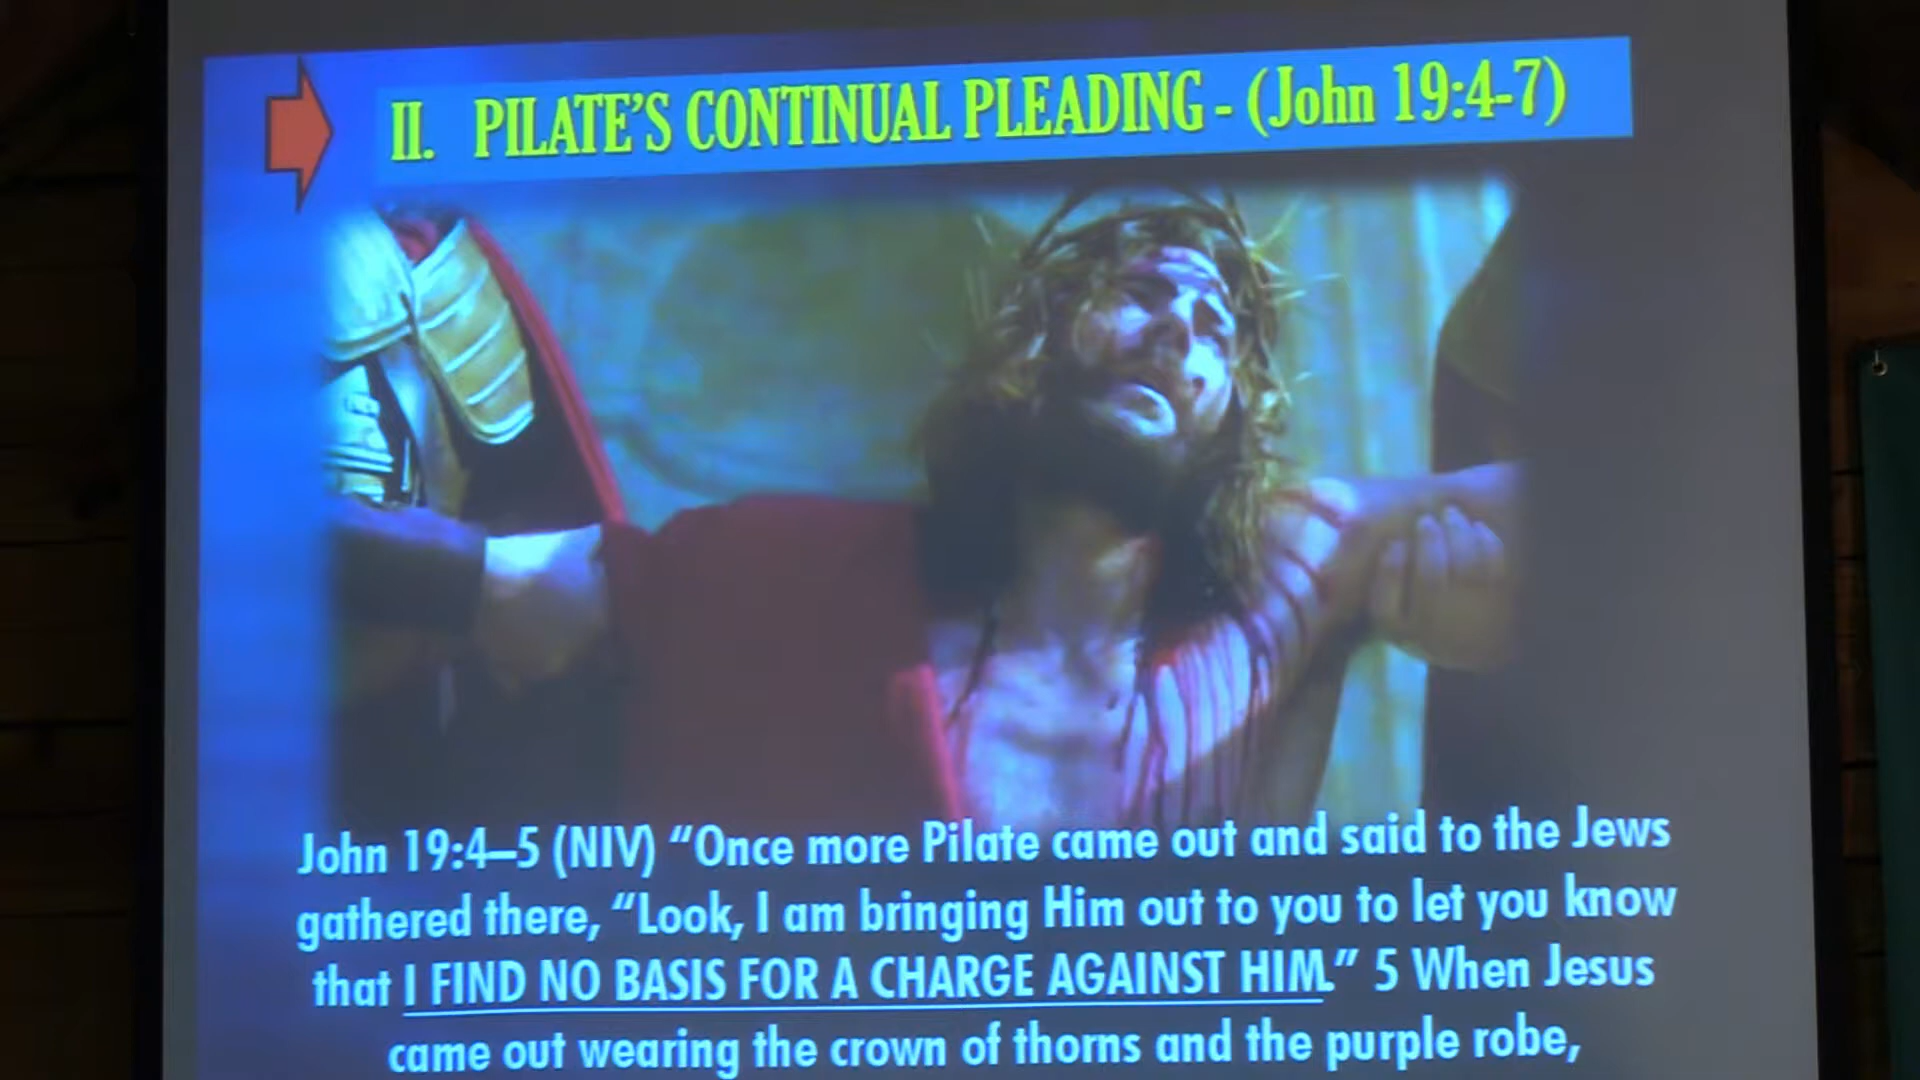 II. PILATE'S CONTINUAL PLEADING - (John 19:4-7)
John 19:4–5 (NIV) “Once more Pilate came out and said to the Jews
gathered there, “Look, I am bringing Him out to you to let you know
that I FIND NO BASIS FOR A CHARGE AGAINST HIM.” 5 When Jesus
came out wearing the crown of thorns and the purple robe,